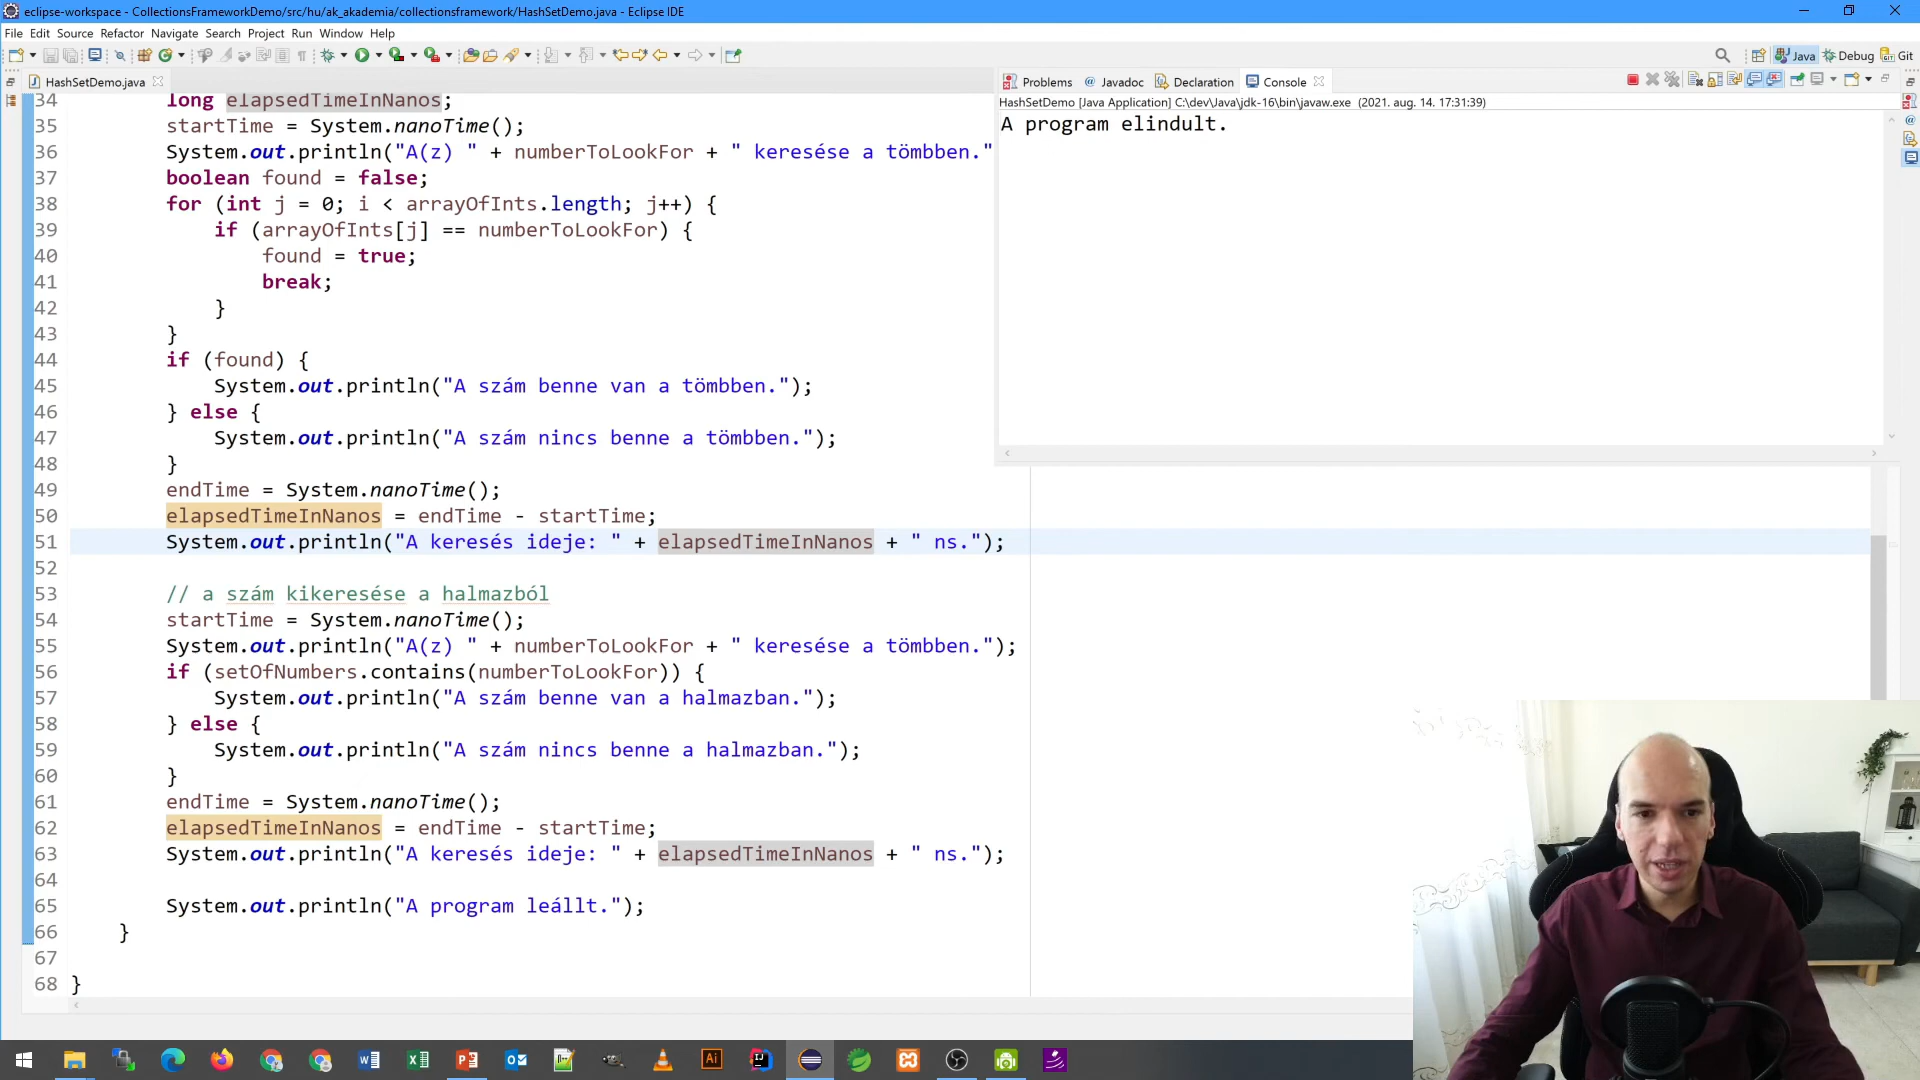 eclipse-workspace - CollectionsFrameworkDemo/src/hu/ak_akademia/collectionsframework/HashSetDemo.java - Eclipse IDE
File Edit Source Refactor Navigate Search Project Run Window Help
Java Debug Git
HashSetDemo.java
Problems Javadoc Declaration Console
HashSetDemo [Java Application] C:\dev\Java\jdk-16\bin\javaw.exe (2021. aug. 14. 17:31:39)
A program elindult.
34 long elapsedTimeInNanos;
35 startTime = System.nanoTime();
36 System.out.println("A(z) " + numberToLookFor + " keresése a tömbben."
37 boolean found = false;
38 for (int j = 0; i < arrayOfInts.length; j++) {
39 if (arrayOfInts[j] == numberToLookFor) {
40 found = true;
41 break;
42 }
43 }
44 if (found) {
45 System.out.println("A szám benne van a tömbben.");
46 } else {
47 System.out.println("A szám nincs benne a tömbben.");
48 }
49 endTime = System.nanoTime();
50 elapsedTimeInNanos = endTime - startTime;
51 System.out.println("A keresés ideje: " + elapsedTimeInNanos + " ns.");
52
53 // a szám kikeresése a halmazból
54 startTime = System.nanoTime();
55 System.out.println("A(z) " + numberToLookFor + " keresése a tömbben.");
56 if (setOfNumbers.contains(numberToLookFor)) {
57 System.out.println("A szám benne van a halmazban.");
58 } else {
59 System.out.println("A szám nincs benne a halmazban.");
60 }
61 endTime = System.nanoTime();
62 elapsedTimeInNanos = endTime - startTime;
63 System.out.println("A keresés ideje: " + elapsedTimeInNanos + " ns.");
64
65 System.out.println("A program leállt.");
66 }
67
68 }